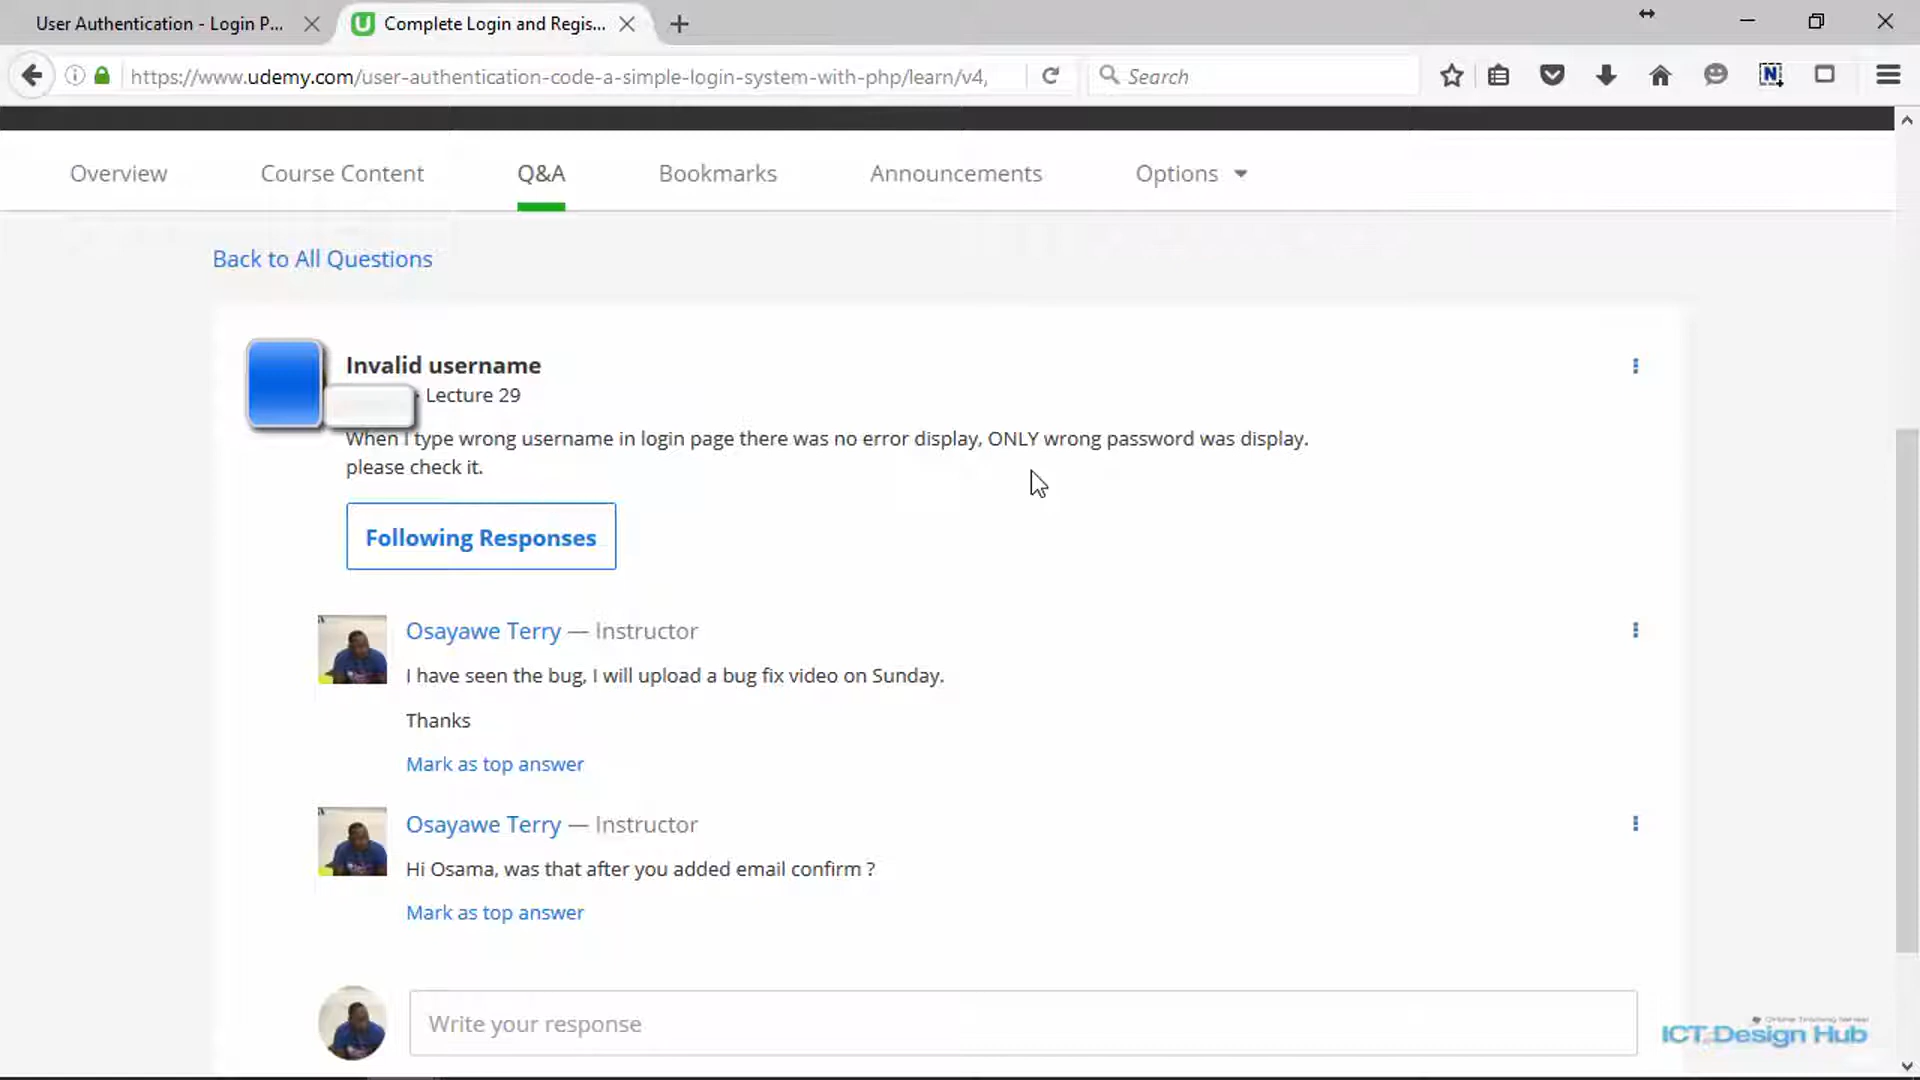 User Authentication - Login P...
Complete Login and Regis...
https://www.udemy.com/user-authentication-code-a-simple-login-system-with-php/learn/v4,
Search
Overview
Course Content
Q&A
Bookmarks
Announcements
Options
Back to All Questions
Invalid username
· Lecture 29
When I type wrong username in login page there was no error display, ONLY wrong password was display.
please check it.
Following Responses
Osayawe Terry — Instructor
I have seen the bug, I will upload a bug fix video on Sunday.
Thanks
Mark as top answer
Osayawe Terry — Instructor
Hi Osama, was that after you added email confirm ?
Mark as top answer
Write your response
ICT Design Hub